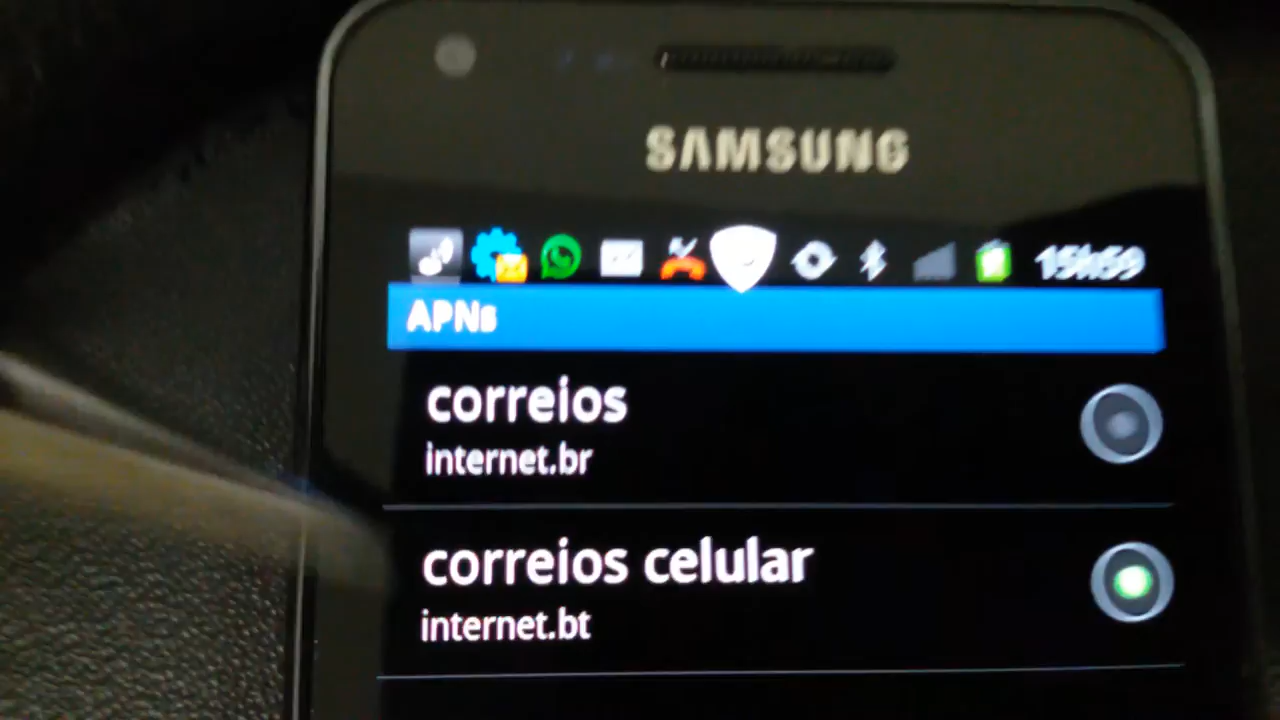 SAMSUNG
15h59
APNs
correios
internet.br
correios celular
internet.bt